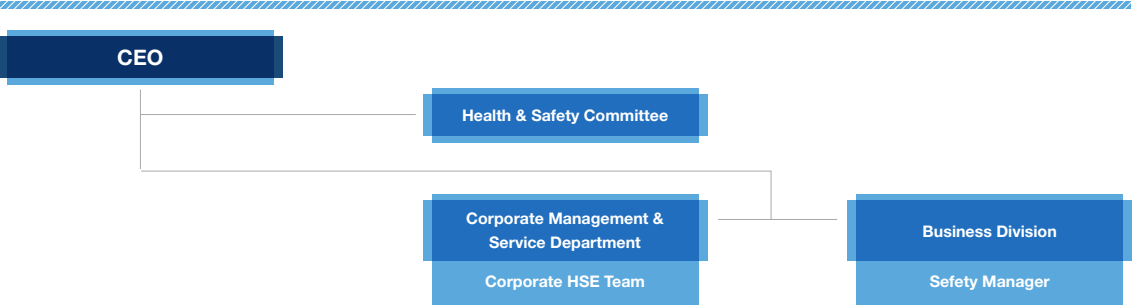 CEO
Health & Safety Committee
Corporate Management &
Service Department
Corporate HSE Team
Business Division
Sefety Manager